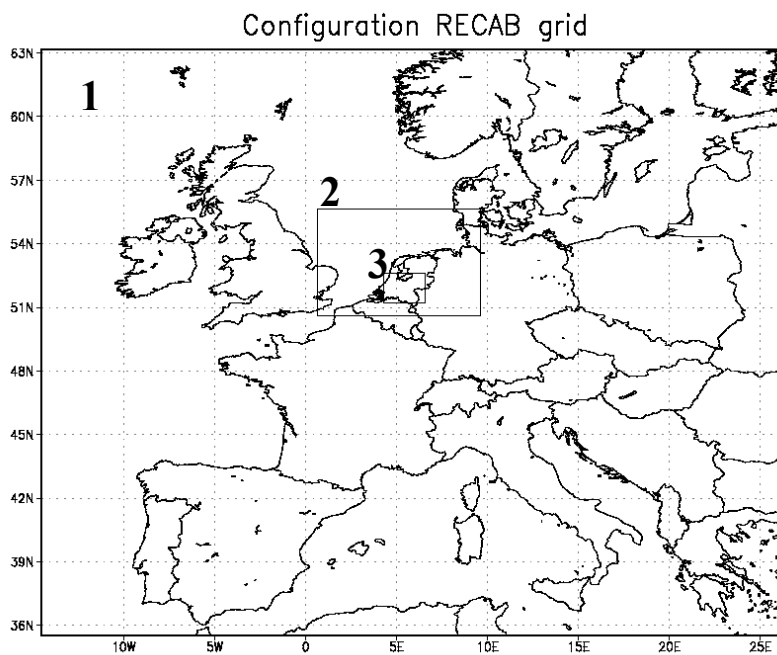 Configuration RECAB grid
63N
1
60N
57N
2
54N
3
51N
48N
45N
42N
39N
36N
10W 5W 0 5E 10E 15E 20E 25E